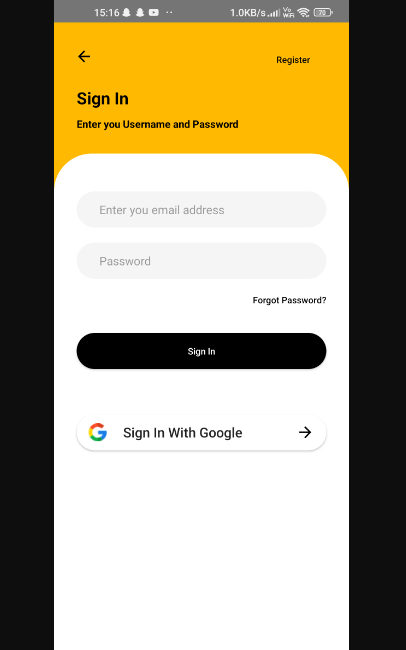 15:16 1.0KB/s Vo WiFi 70
Register
Sign In
Enter you Username and Password
Enter you email address
Password
Forgot Password?
Sign In
Sign In With Google